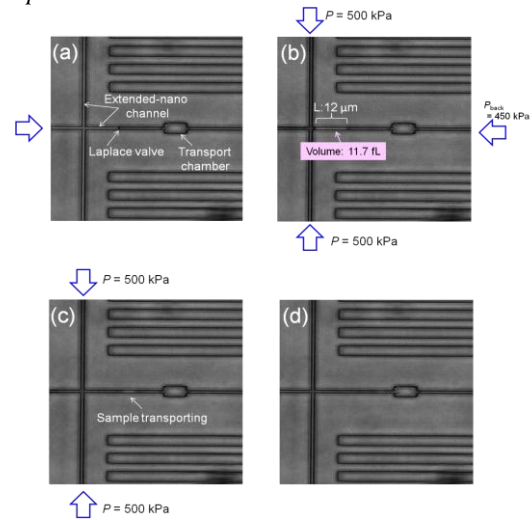 P = 500 kPa
(a)
Extended-nano
channel
Laplace valve
Transport
chamber
(b)
L:12 μm
Volume: 11.7 fL
Pback
= 450 kPa
P = 500 kPa
P = 500 kPa
(c)
Sample transporting
P = 500 kPa
(d)